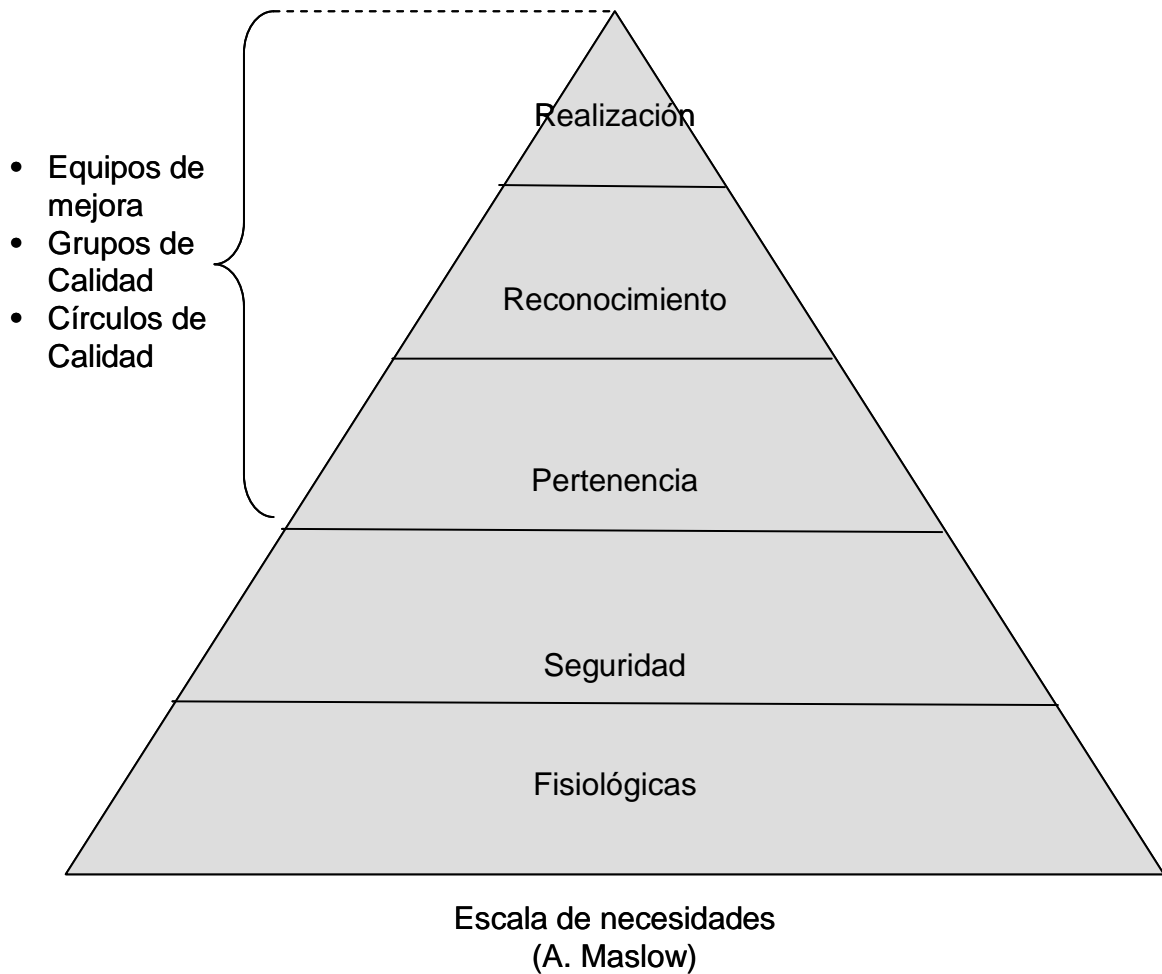 Realización
• Equipos de
mejora
• Grupos de
Calidad
• Círculos de
Calidad
Reconocimiento
Pertenencia
Seguridad
Fisiológicas
Escala de necesidades
(A. Maslow)